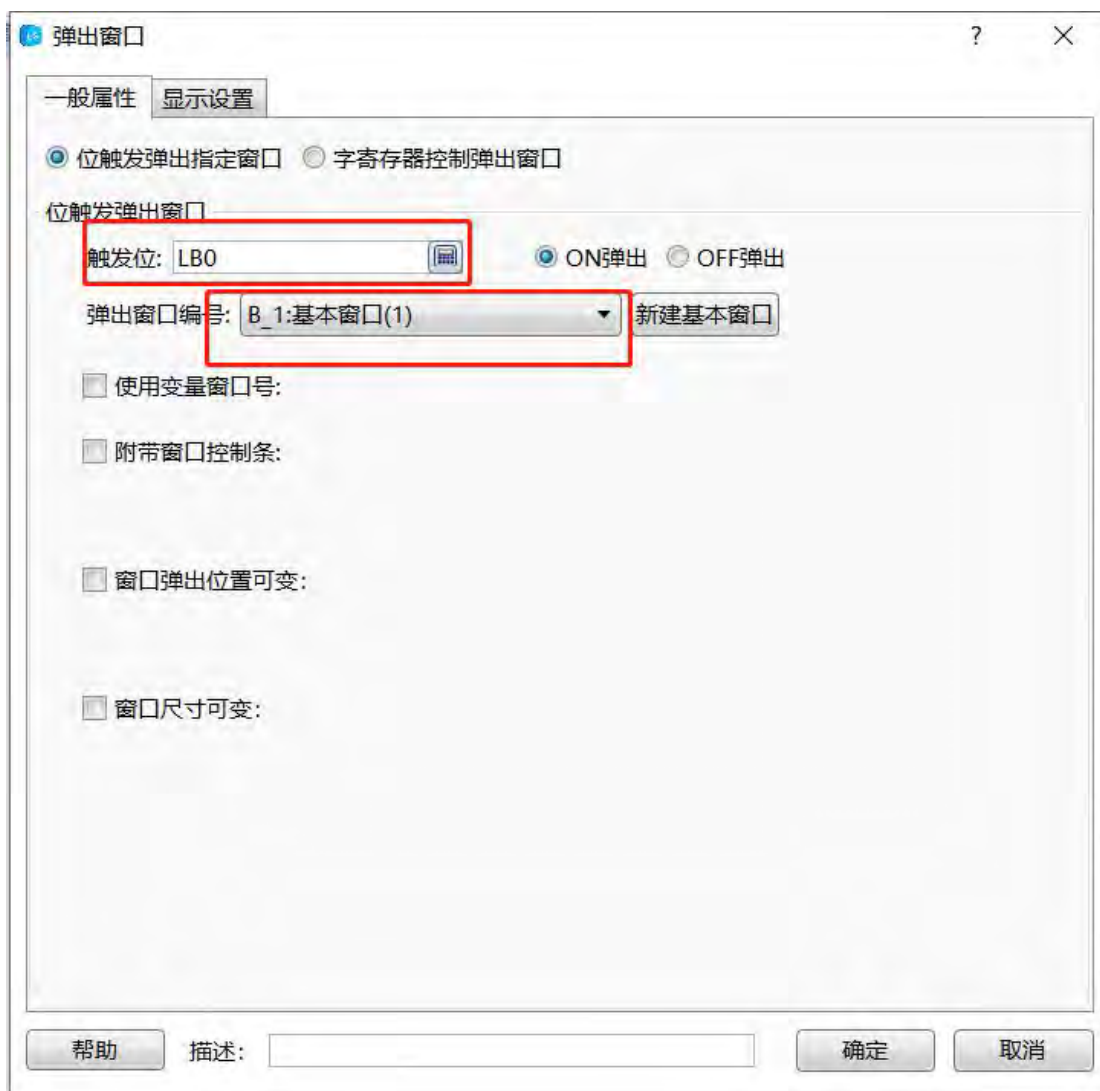 弹出窗口 ?
一般属性 显示设置
位触发弹出指定窗口 字寄存器控制弹出窗口
位触发弹出窗口
触发位: LB0 ON弹出 OFF弹出
弹出窗口编号: B_1:基本窗口(1) 新建基本窗口
使用变量窗口号:
附带窗口控制条:
窗口弹出位置可变:
窗口尺寸可变:
帮助 描述: 确定 取消